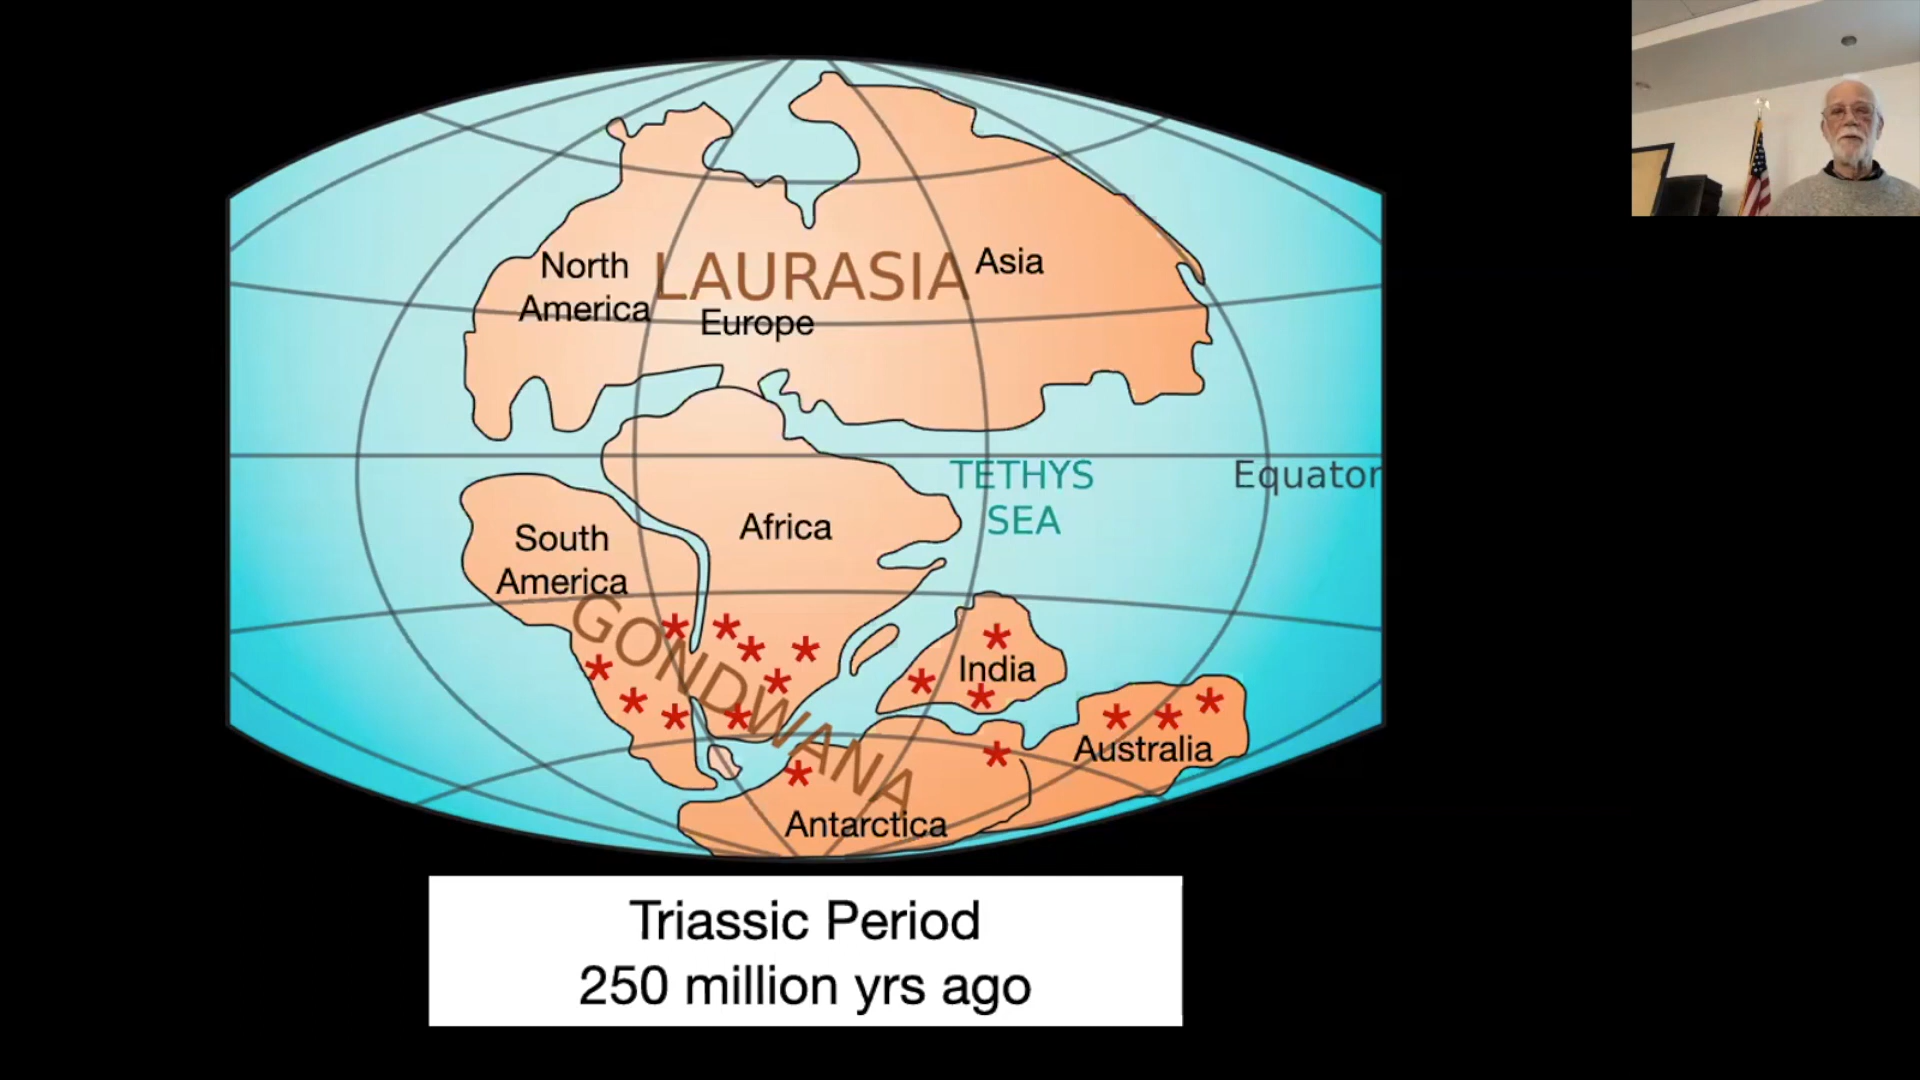 North
America
LAURASIA
Asia
Europe
TETHYS
SEA
Equator
Africa
South
America
GONDWANA
India
Australia
Antarctica
Triassic Period
250 million yrs ago